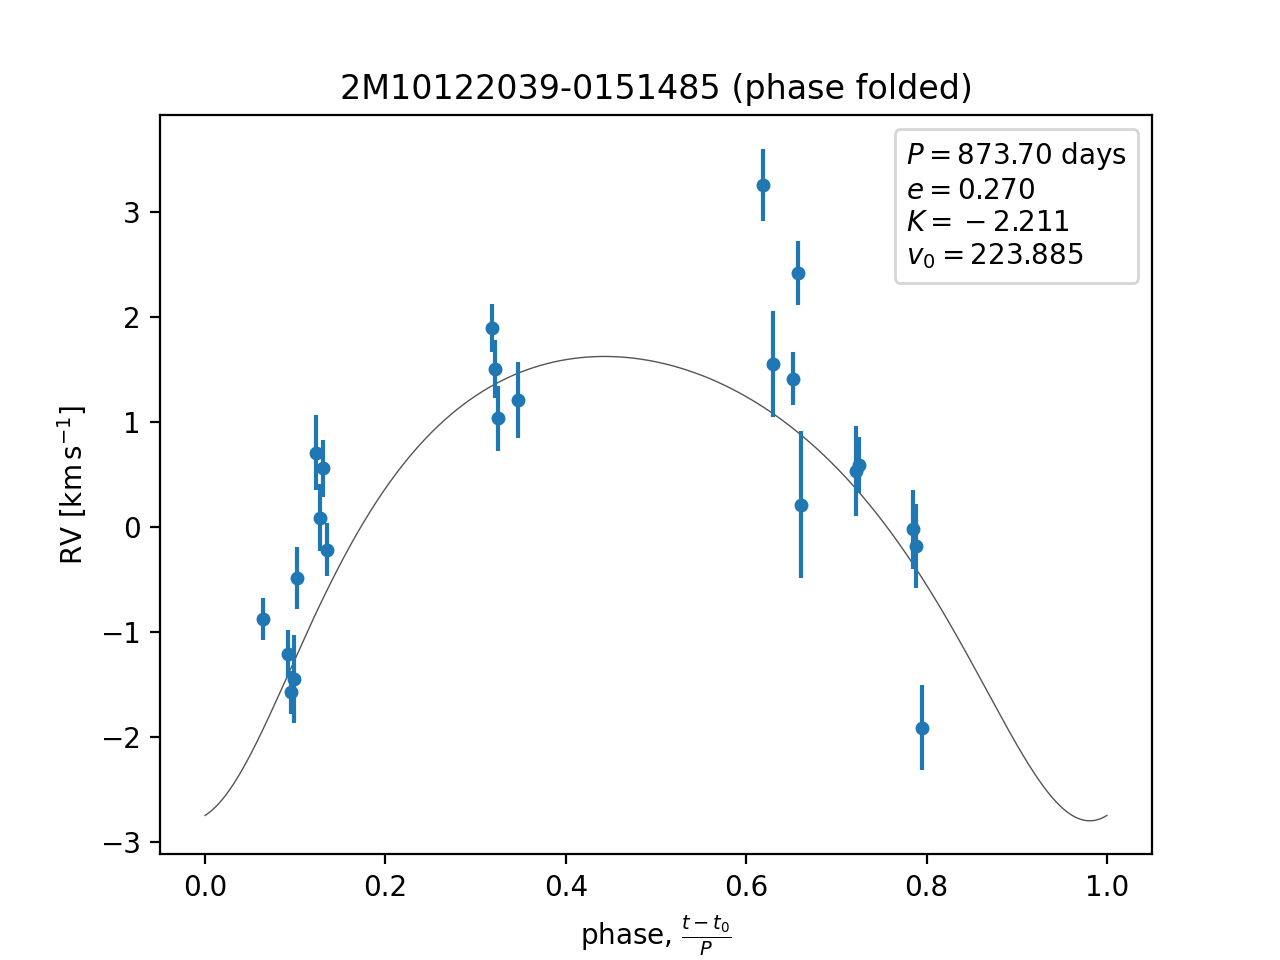 2M10122039-0151485 (phase folded)
P = 873.70 days
e = 0.270
K = −2.211
v₀ = 223.885
3
2
1
0
−1
−2
−3
RV [km s⁻¹]
0.0 0.2 0.4 0.6 0.8 1.0
phase, (t − t₀)/P